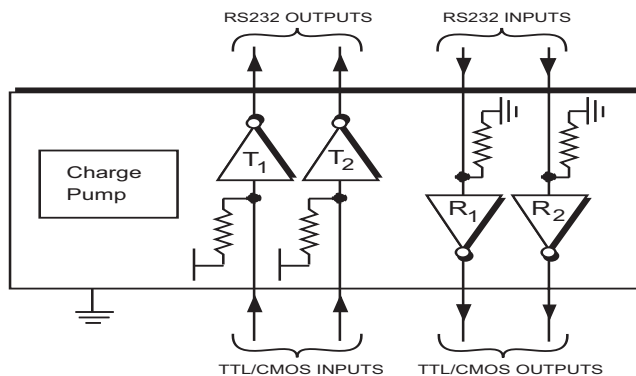 RS232 OUTPUTS
RS232 INPUTS
Charge
Pump
T1
T2
R1
R2
TTL/CMOS INPUTS
TTL/CMOS OUTPUTS